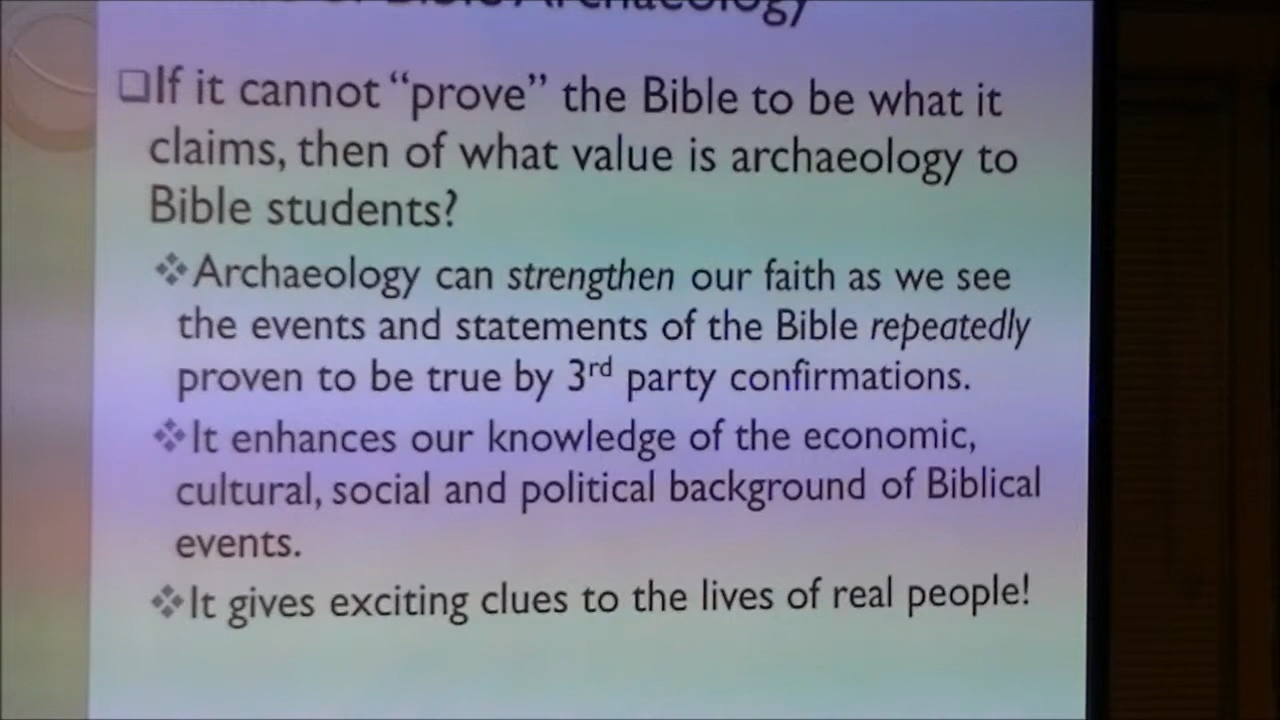 of Bible Archaeology
If it cannot “prove” the Bible to be what it
claims, then of what value is archaeology to
Bible students?
Archaeology can strengthen our faith as we see
the events and statements of the Bible repeatedly
proven to be true by 3rd party confirmations.
It enhances our knowledge of the economic,
cultural, social and political background of Biblical
events.
It gives exciting clues to the lives of real people!